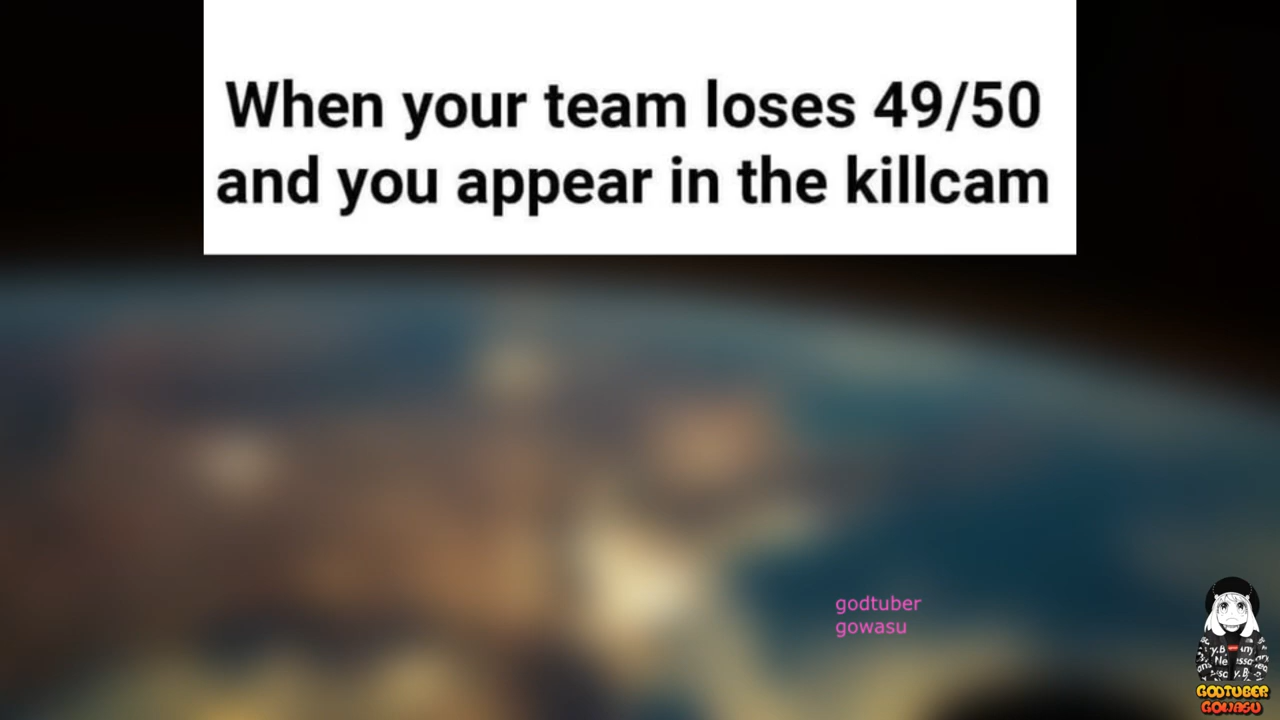 When your team loses 49/50
and you appear in the killcam
godtuber
gowasu
GODTUBER
GOWASU